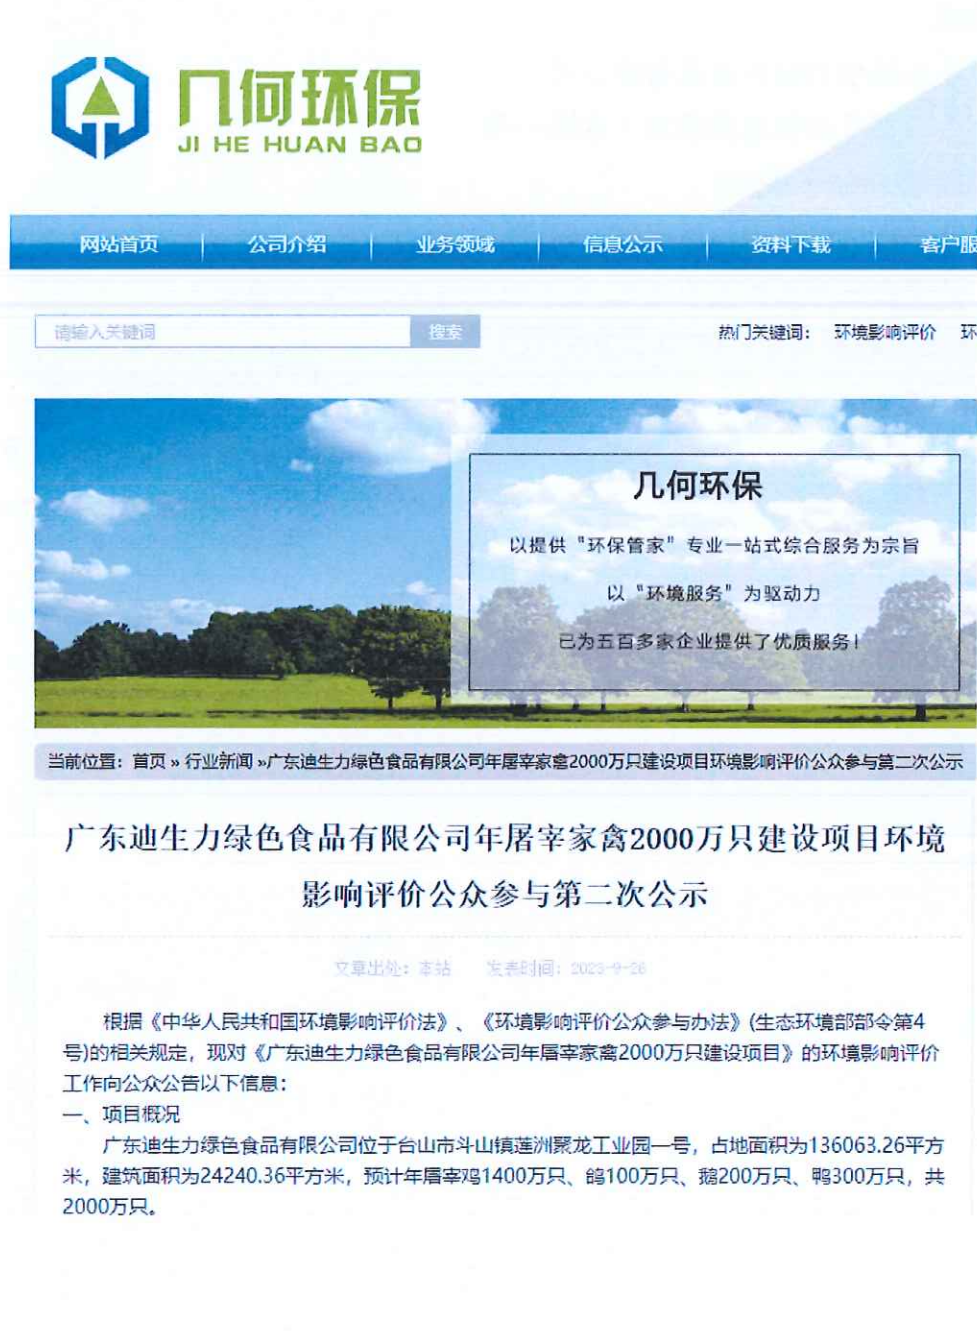 几何环保
JI HE HUAN BAO
网站首页 公司介绍 业务领域 信息公示 资料下载 客户服
请输入关键词 搜索 热门关键词： 环境影响评价 环
几何环保
以提供“环保管家”专业一站式综合服务为宗旨
以“环境服务”为驱动力
已为五百多家企业提供了优质服务！
当前位置：首页 » 行业新闻 »广东迪生力绿色食品有限公司年屠宰家禽2000万只建设项目环境影响评价公众参与第二次公示
广东迪生力绿色食品有限公司年屠宰家禽2000万只建设项目环境
影响评价公众参与第二次公示
文章出处：本站 发表时间：2023-9-26
根据《中华人民共和国环境影响评价法》、《环境影响评价公众参与办法》(生态环境部部令第4
号)的相关规定，现对《广东迪生力绿色食品有限公司年屠宰家禽2000万只建设项目》的环境影响评价
工作向公众公告以下信息：
一、项目概况
广东迪生力绿色食品有限公司位于台山市斗山镇莲洲聚龙工业园一号，占地面积为136063.26平方
米，建筑面积为24240.36平方米，预计年屠宰鸡1400万只、鸽100万只、鹅200万只、鸭300万只，共
2000万只。